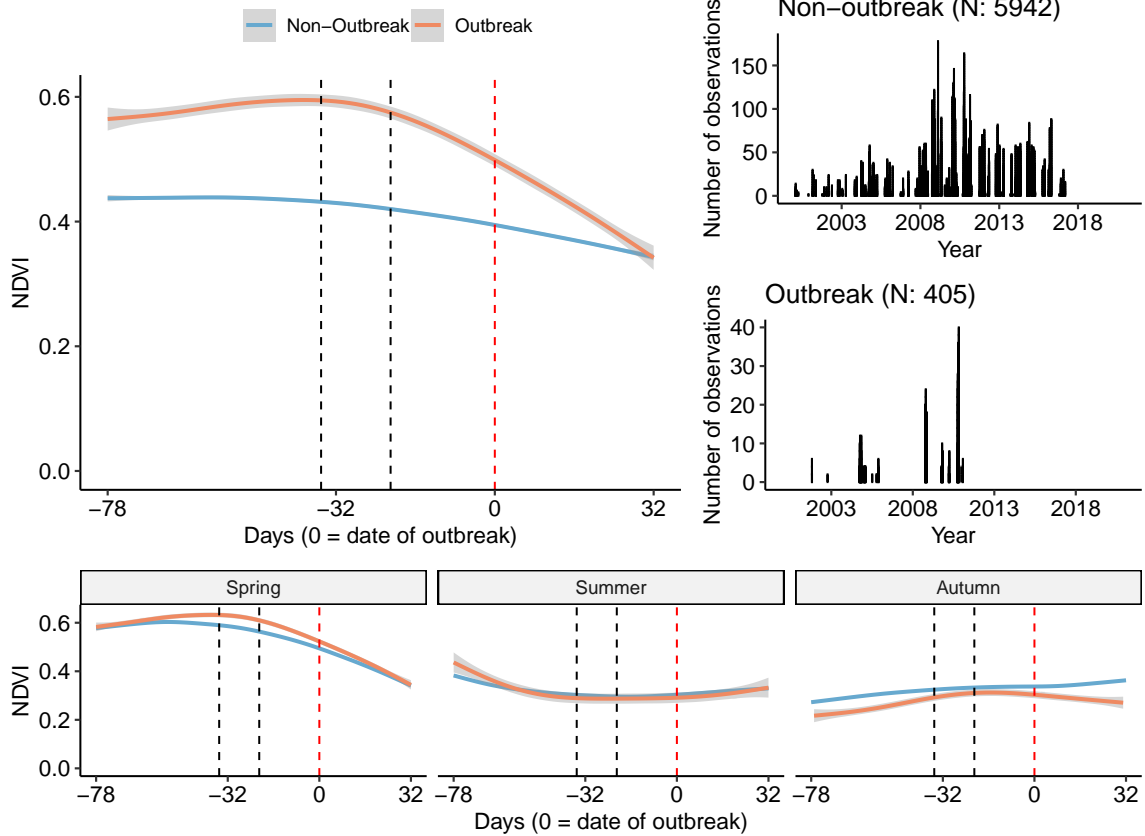 Non−Outbreak Outbreak
NDVI
0.6
0.4
0.2
0.0
−78 −32 0 32
Days (0 = date of outbreak)
Non−outbreak (N: 5942)
Number of observations
150
100
50
0
2003 2008 2013 2018
Year
Outbreak (N: 405)
Number of observations
40
30
20
10
0
2003 2008 2013 2018
Year
Spring Summer Autumn
NDVI
0.6
0.4
0.2
0.0
−78 −32 0 32 −78 −32 0 32 −78 −32 0 32
Days (0 = date of outbreak)